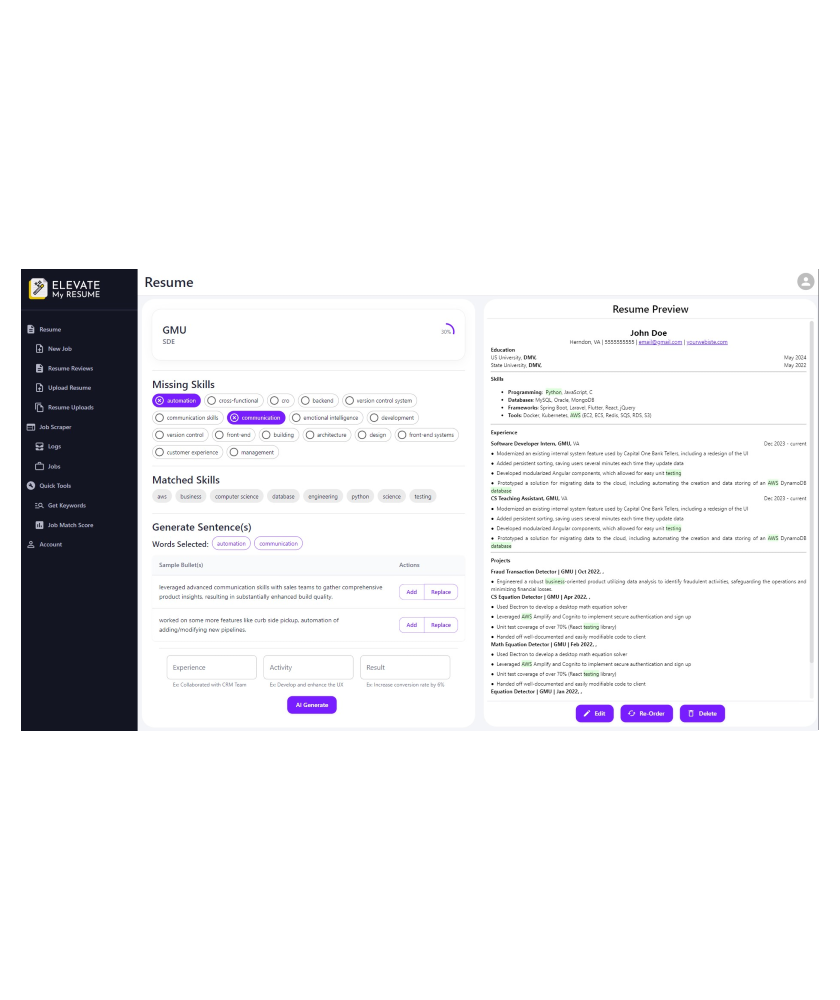 ELEVATE
My RESUME
Resume
New Job
Resume Reviews
Upload Resume
Resume Uploads
Job Scraper
Logs
Jobs
Quick Tools
Get Keywords
Job Match Score
Account
Resume
GMU
SDE
30%
Missing Skills
automation cross-functional cro backend version control system
communication skills communication emotional intelligence development
version control front-end building architecture design front-end systems
customer experience management
Matched Skills
aws business computer science database engineering python science testing
Generate Sentence(s)
Words Selected: automation communication
Sample Bullet(s) Actions
leveraged advanced communication skills with sales teams to gather comprehensive
product insights, resulting in substantially enhanced build quality.
Add Replace
worked on some more features like curb side pickup, automation of
adding/modifying new pipelines.
Add Replace
Experience Activity Result
Ex: Collaborated with CRM Team Ex: Develop and enhance the UX Ex: Increase conversion rate by 6%
AI Generate
Resume Preview
John Doe
Herndon, VA | 5555555555 | email@gmail.com | yourwebiste.com
Education
US University, DMV, May 2024
State University, DMV, May 2022
Skills
• Programming: Python, JavaScript, C
• Databases: MySQL, Oracle, MongoDB
• Frameworks: Spring Boot, Laravel, Flutter, React, jQuery
• Tools: Docker, Kubernetes, AWS (EC2, ECS, Redis, SQS, RDS, S3)
Experience
Software Developer Intern, GMU, VA Dec 2023 - current
• Modernized an existing internal system feature used by Capital One Bank Tellers, including a redesign of the UI
• Added persistent sorting, saving users several minutes each time they update data
• Developed modularized Angular components, which allowed for easy unit testing
• Prototyped a solution for migrating data to the cloud, including automating the creation and data storing of an AWS DynamoDB
database
CS Teaching Assistant, GMU, VA Dec 2023 - current
• Modernized an existing internal system feature used by Capital One Bank Tellers, including a redesign of the UI
• Added persistent sorting, saving users several minutes each time they update data
• Developed modularized Angular components, which allowed for easy unit testing
• Prototyped a solution for migrating data to the cloud, including automating the creation and data storing of an AWS DynamoDB
database
Projects
Fraud Transaction Detector | GMU | Oct 2022, ,
• Engineered a robust business-oriented product utilizing data analysis to identify fraudulent activities, safeguarding the operations and
minimizing financial losses.
CS Equation Detector | GMU | Apr 2022, ,
• Used Electron to develop a desktop math equation solver
• Leveraged AWS Amplify and Cognito to implement secure authentication and sign up
• Unit test coverage of over 70% (React testing library)
• Handed off well-documented and easily modifiable code to client
Math Equation Detector | GMU | Feb 2022, ,
• Used Electron to develop a desktop math equation solver
• Leveraged AWS Amplify and Cognito to implement secure authentication and sign up
• Unit test coverage of over 70% (React testing library)
• Handed off well-documented and easily modifiable code to client
Equation Detector | GMU | Jan 2022, ,
Edit Re-Order Delete